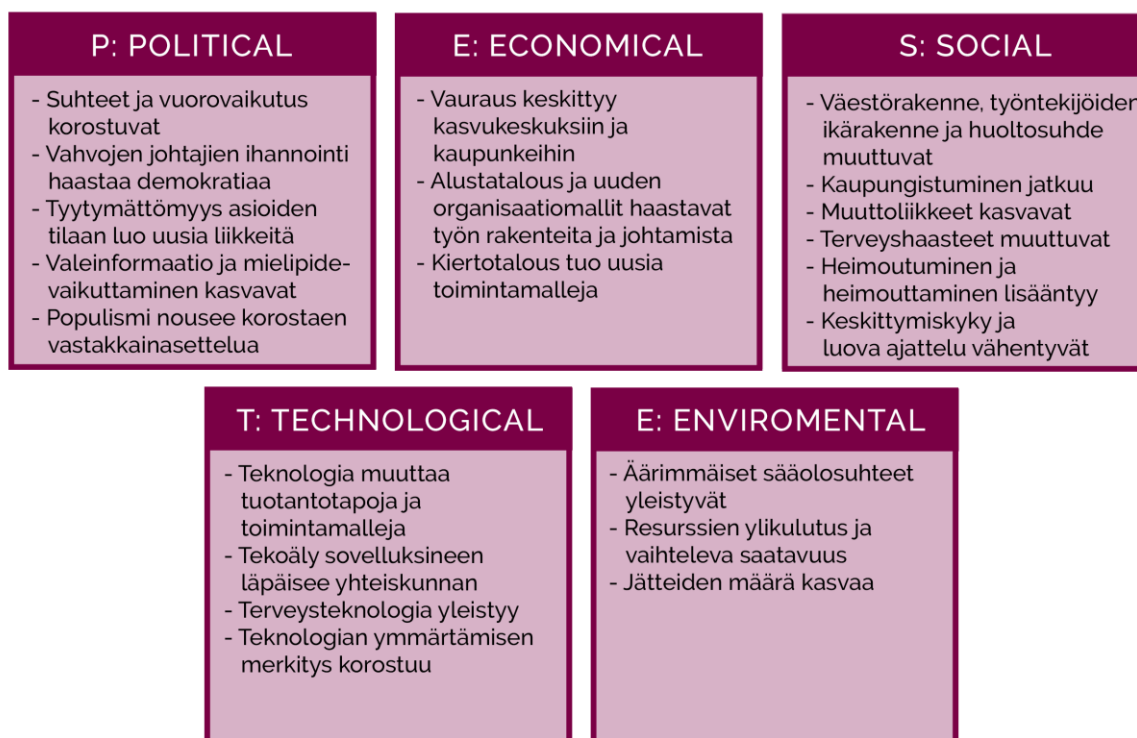 P: POLITICAL
- Suhteet ja vuorovaikutus
korostuvat
- Vahvojen johtajien ihannointi
haastaa demokratiaa
- Tyytymättömyys asioiden
tilaan luo uusia liikkeitä
- Valeinformaatio ja mielipide-
vaikuttaminen kasvavat
- Populismi nousee korostaen
vastakkainasettelua
E: ECONOMICAL
- Vauraus keskittyy
kasvukeskuksiin ja
kaupunkeihin
- Alustatalous ja uuden
organisaatiomallit haastavat
työn rakenteita ja johtamista
- Kiertotalous tuo uusia
toimintamalleja
S: SOCIAL
- Väestörakenne, työntekijöiden
ikärakenne ja huoltosuhde
muuttuvat
- Kaupungistuminen jatkuu
- Muuttoliikkeet kasvavat
- Terveyshaasteet muuttuvat
- Heimoutuminen ja
heimouttaminen lisääntyy
- Keskittymiskyky ja
luova ajattelu vähentyvät
T: TECHNOLOGICAL
- Teknologia muuttaa
tuotantotapoja ja
toimintamalleja
- Tekoäly sovelluksineen
läpäisee yhteiskunnan
- Terveysteknologia yleistyy
- Teknologian ymmärtämisen
merkitys korostuu
E: ENVIROMENTAL
- Äärimmäiset sääolosuhteet
yleistyvät
- Resurssien ylikulutus ja
vaihteleva saatavuus
- Jätteiden määrä kasvaa